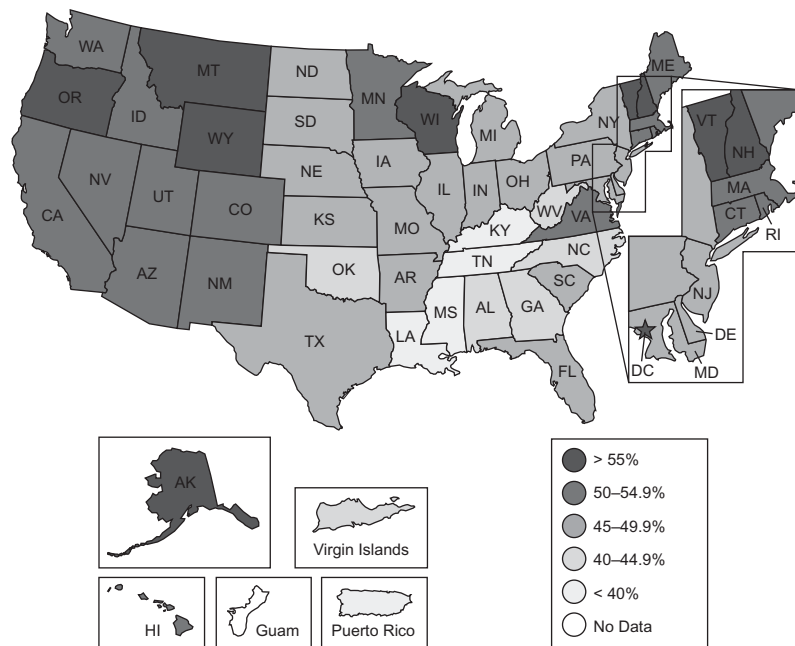 WA
MT
ND
MN
ME
OR
ID
WY
SD
WI
MI
NY
VT
NH
NV
UT
CO
NE
IA
IL
IN
OH
PA
MA
CT
RI
CA
KS
MO
KY
WV
VA
AZ
NM
OK
AR
TN
NC
SC
NJ
TX
LA
MS
AL
GA
FL
DE
MD
DC
AK
Virgin Islands
HI
Guam
Puerto Rico
> 55%
50–54.9%
45–49.9%
40–44.9%
< 40%
No Data